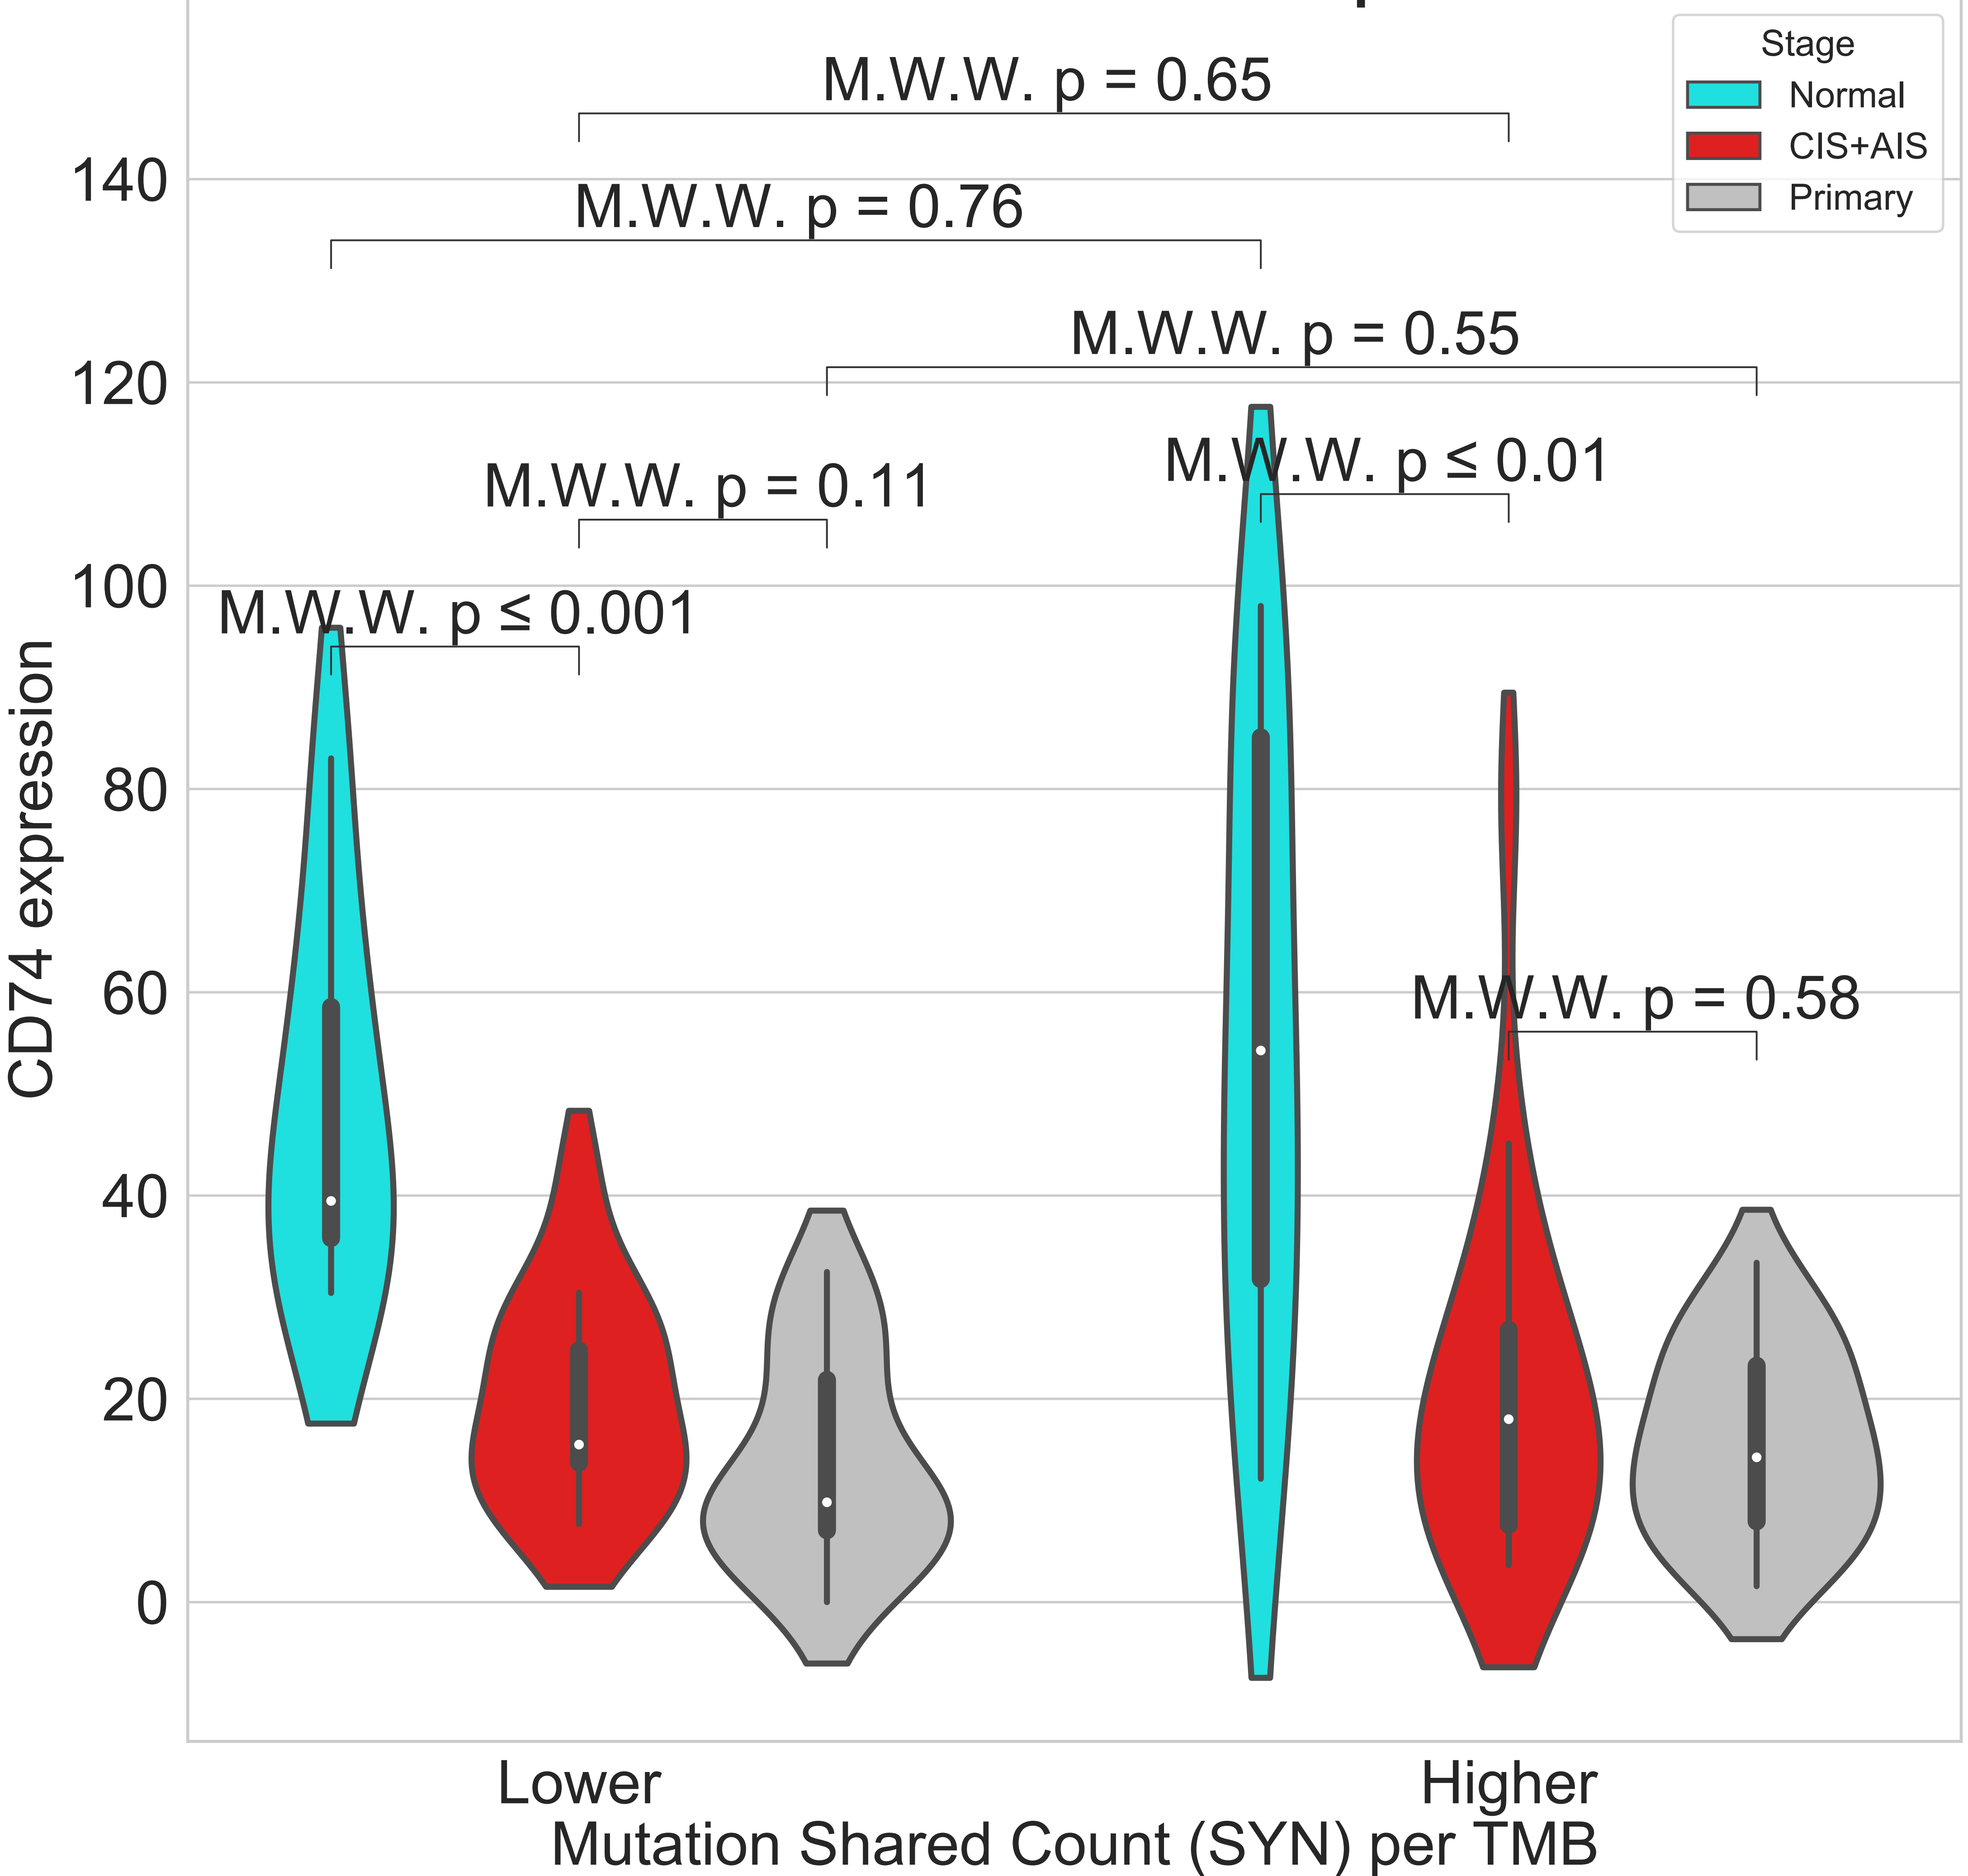 Stage
Normal
CIS+AIS
Primary
M.W.W. p = 0.65
140
M.W.W. p = 0.76
M.W.W. p = 0.55
120
M.W.W. p ≤ 0.01
M.W.W. p = 0.11
100
M.W.W. p ≤ 0.001
80
60
M.W.W. p = 0.58
40
20
0
CD74 expression
Lower
Higher
Mutation Shared Count (SYN) per TMB